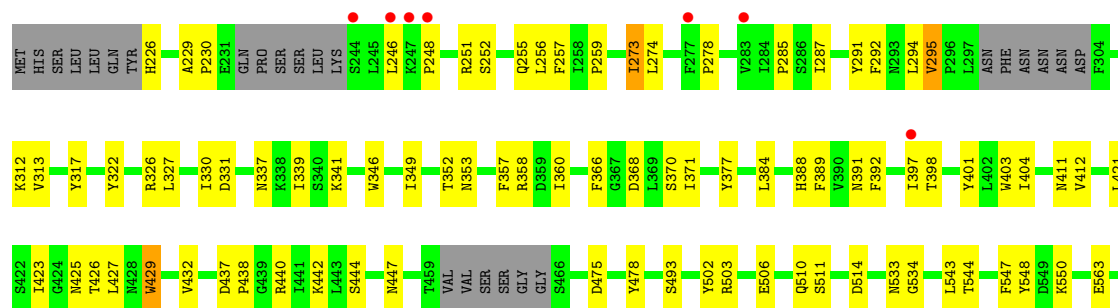 MET HIS SER LEU LEU GLN TYR H226 A229 P230 E231 GLN PRO SER SER LEU LYS S244 L245 L246 K247 P248 R251 S252 Q255 L256 F257 I258 P259 I273 L274 F277 P278 V283 I284 P285 S286 I287 Y291 F292 N293 L294 V295 P296 L297 ASN PHE ASN ASN ASN ASP F304
K312 V313 Y317 Y322 R326 L327 I330 D331 N337 K338 I339 S340 K341 W346 I349 T352 N353 F357 R358 D359 I360 F366 G367 D368 L369 S370 I371 Y377 L384 H388 F389 V390 N391 F392 I397 T398 Y401 L402 W403 I404 N411 V412 L421
S422 I423 G424 N425 T426 L427 N428 W429 V432 D437 P438 G439 R440 I441 K442 L443 S444 N447 T459 VAL VAL SER SER GLY GLY S466 D475 Y478 S493 Y502 R503 E506 Q510 S511 D514 N533 G534 L543 T544 F547 Y548 D549 K550 E563